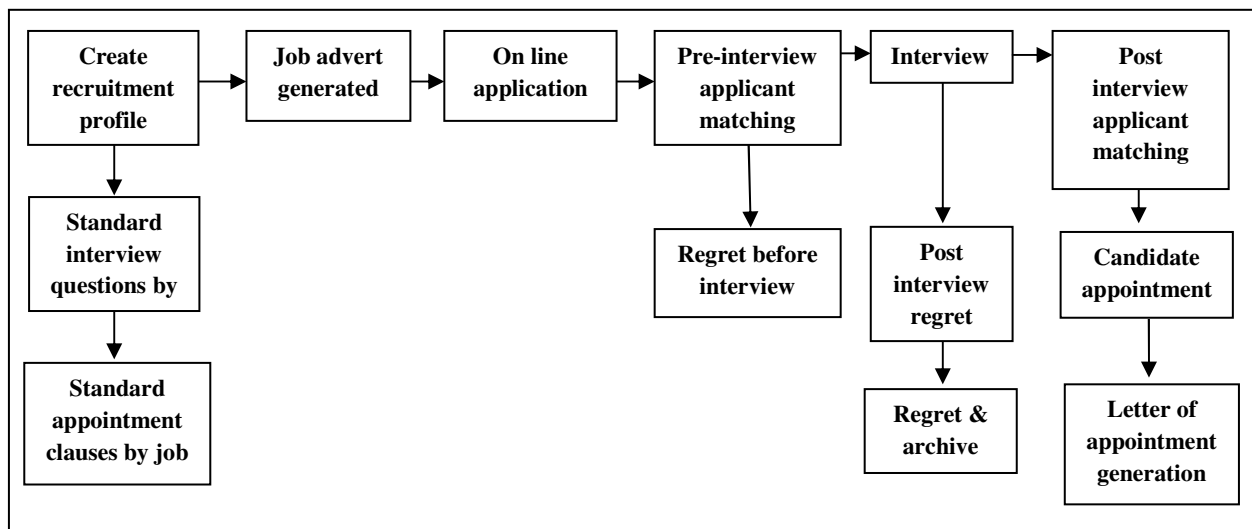 Create
recruitment
profile
Job advert
generated
On line
application
Pre-interview
applicant
matching
Interview
Post
interview
applicant
matching
Standard
interview
questions by
Regret before
interview
Post
interview
regret
Candidate
appointment
Standard
appointment
clauses by job
Regret &
archive
Letter of
appointment
generation